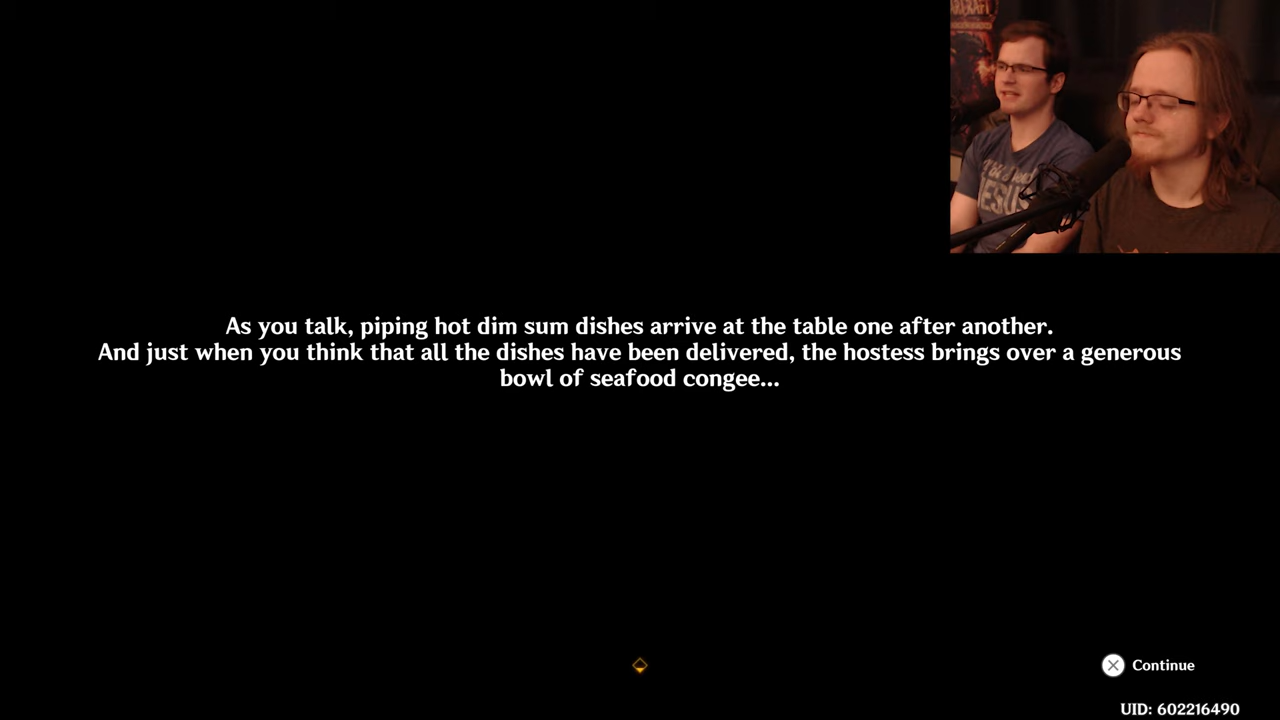 JESUS
As you talk, piping hot dim sum dishes arrive at the table one after another.
And just when you think that all the dishes have been delivered, the hostess brings over a generous
bowl of seafood congee...
Continue
UID: 602216490